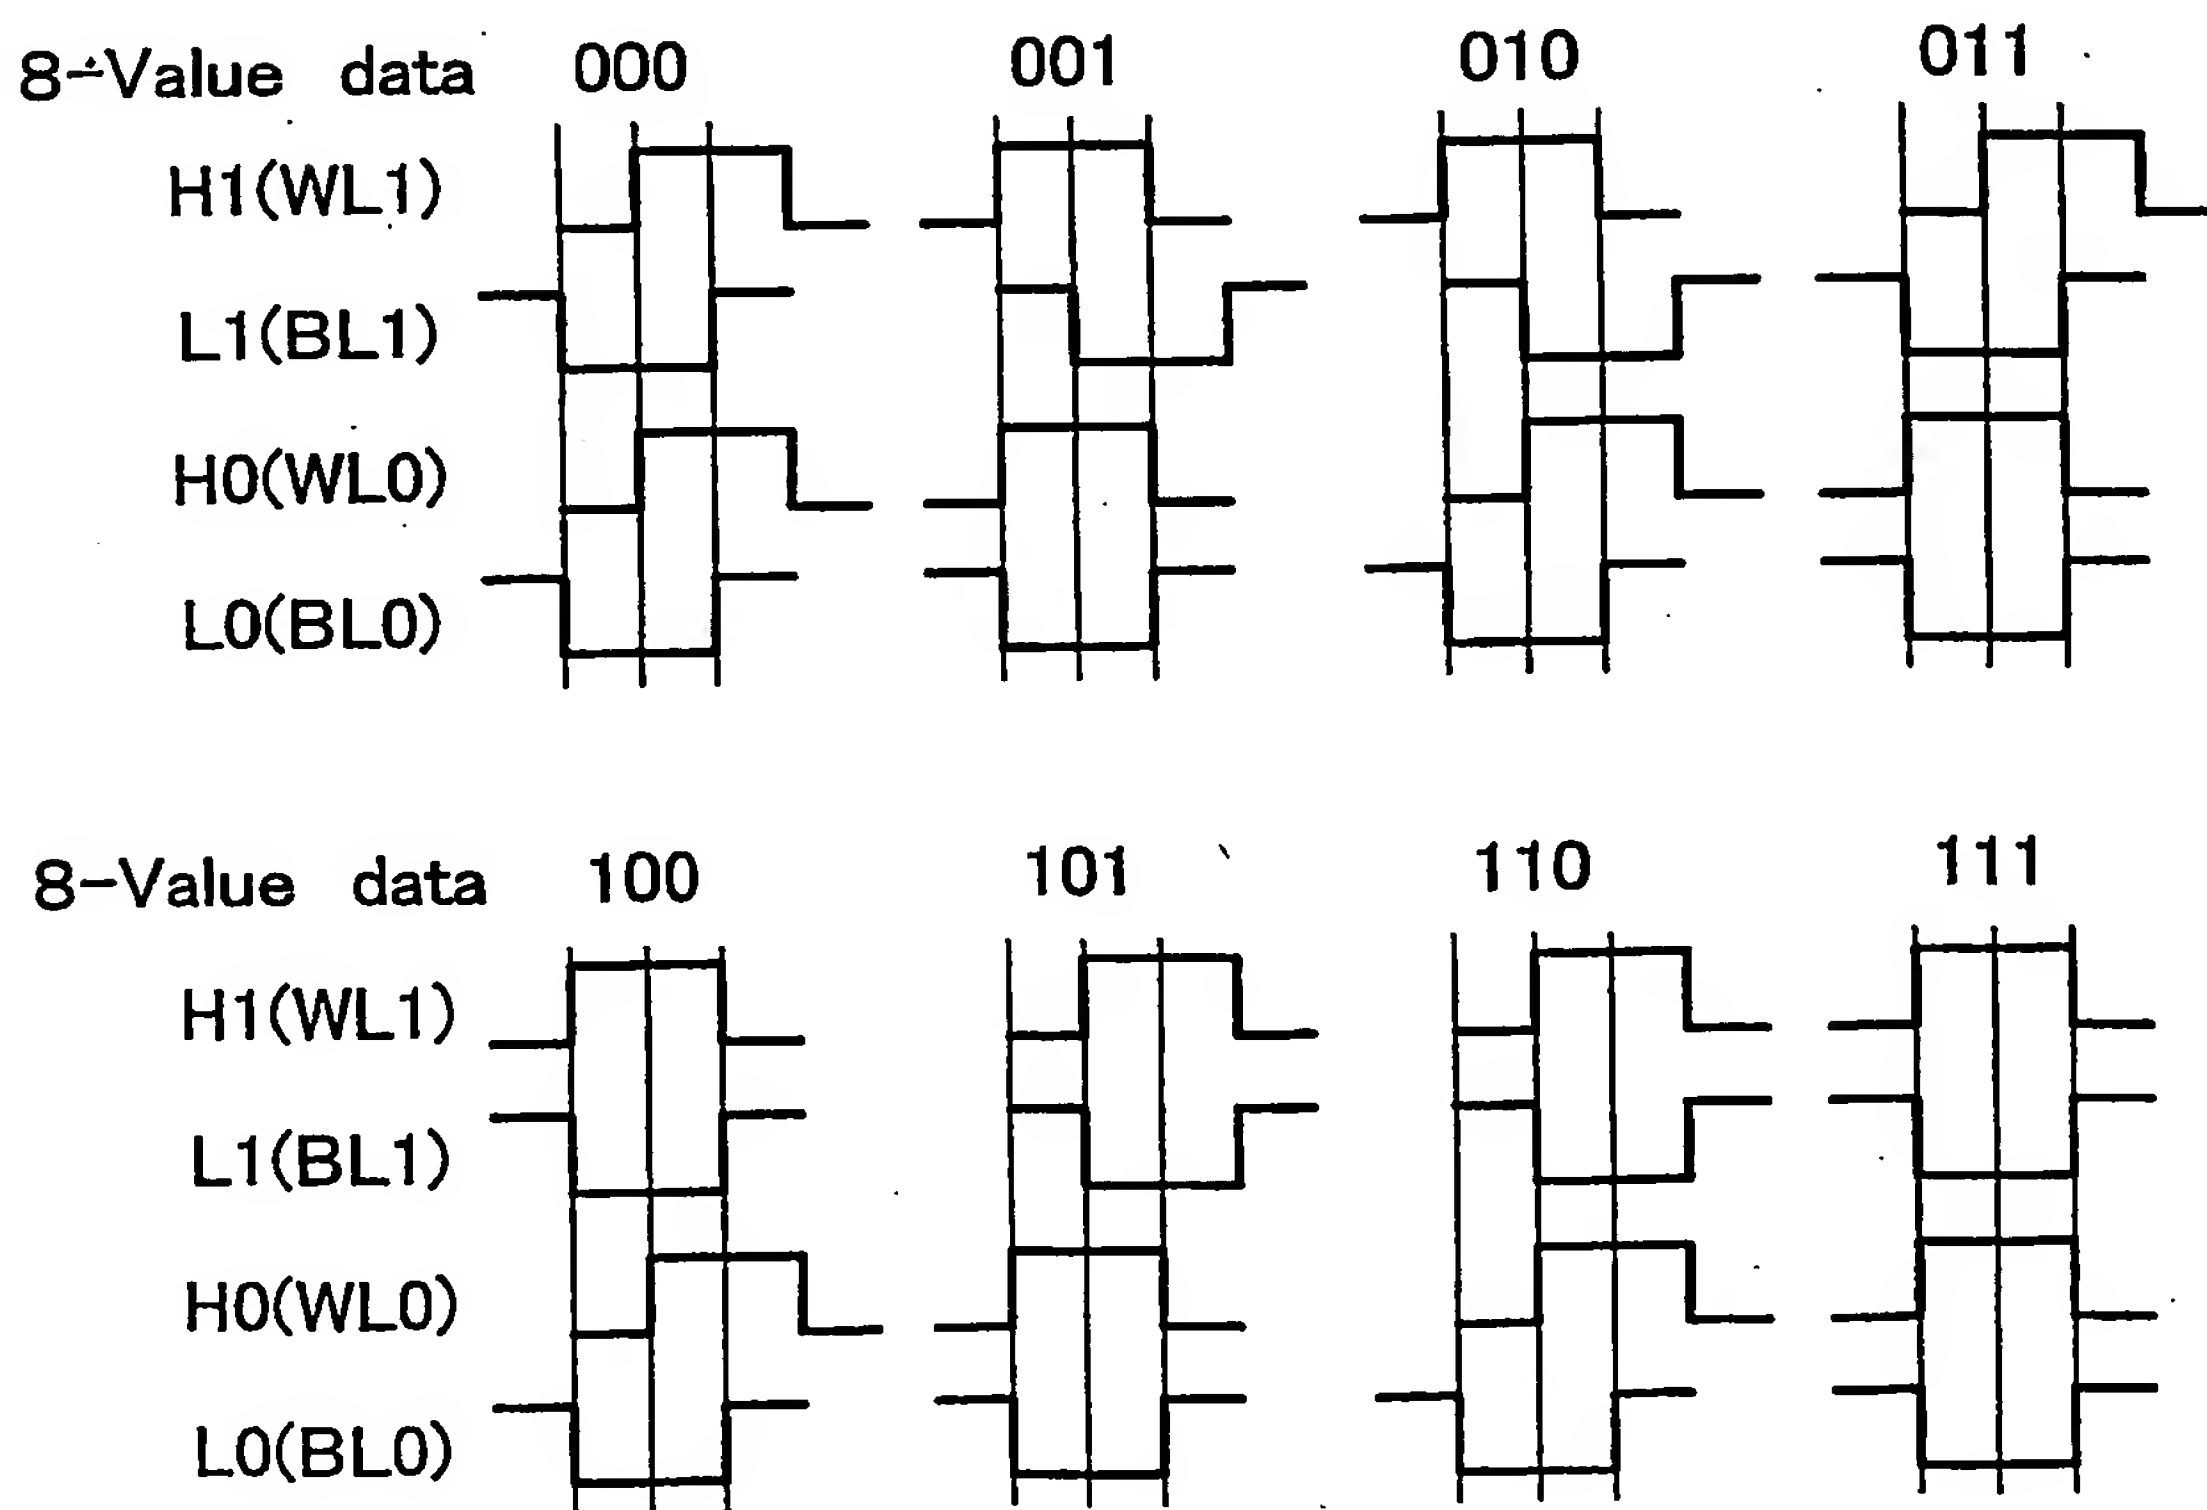 8-Value data 000 001 010 011
H1(WL1)
L1(BL1)
H0(WL0)
L0(BL0)
8-Value data 100 101 110 111
H1(WL1)
L1(BL1)
H0(WL0)
L0(BL0)